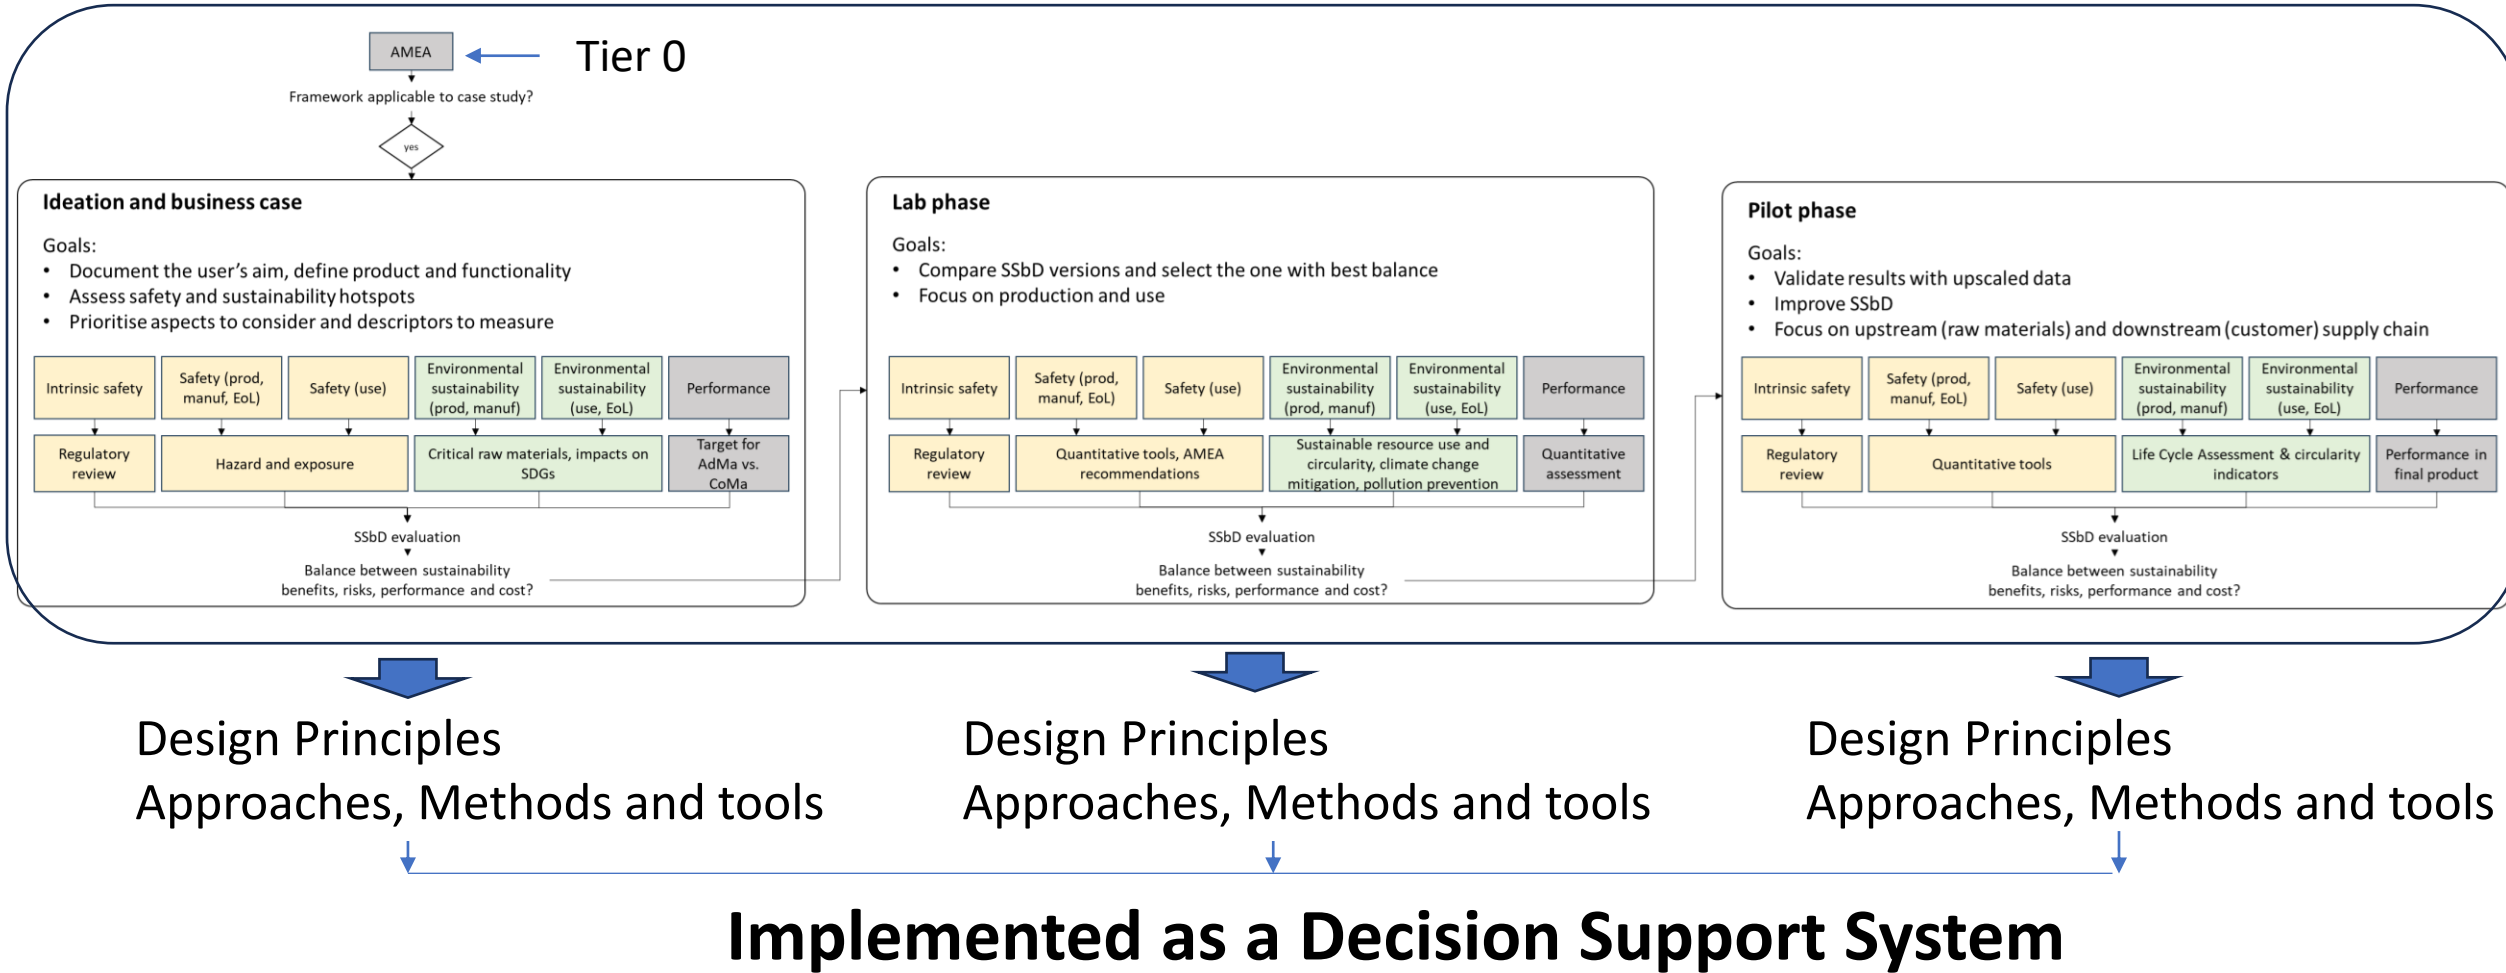 AMEA
Tier 0
Framework applicable to case study?
yes
Ideation and business case
Goals:
• Document the user's aim, define product and functionality
• Assess safety and sustainability hotspots
• Prioritise aspects to consider and descriptors to measure
Intrinsic safety
Safety (prod,
manuf, EoL)
Safety (use)
Environmental
sustainability
(prod, manuf)
Environmental
sustainability
(use, EoL)
Performance
Regulatory
review
Hazard and exposure
Critical raw materials, impacts on
SDGs
Target for
AdMa vs.
CoMa
SSbD evaluation
Balance between sustainability
benefits, risks, performance and cost?
Lab phase
Goals:
• Compare SSbD versions and select the one with best balance
• Focus on production and use
Intrinsic safety
Safety (prod,
manuf, EoL)
Safety (use)
Environmental
sustainability
(prod, manuf)
Environmental
sustainability
(use, EoL)
Performance
Regulatory
review
Quantitative tools, AMEA
recommendations
Sustainable resource use and
circularity, climate change
mitigation, pollution prevention
Quantitative
assessment
SSbD evaluation
Balance between sustainability
benefits, risks, performance and cost?
Pilot phase
Goals:
• Validate results with upscaled data
• Improve SSbD
• Focus on upstream (raw materials) and downstream (customer) supply chain
Intrinsic safety
Safety (prod,
manuf, EoL)
Safety (use)
Environmental
sustainability
(prod, manuf)
Environmental
sustainability
(use, EoL)
Performance
Regulatory
review
Quantitative tools
Life Cycle Assessment & circularity
indicators
Performance in
final product
SSbD evaluation
Balance between sustainability
benefits, risks, performance and cost?
Design Principles
Approaches, Methods and tools
Design Principles
Approaches, Methods and tools
Design Principles
Approaches, Methods and tools
Implemented as a Decision Support System